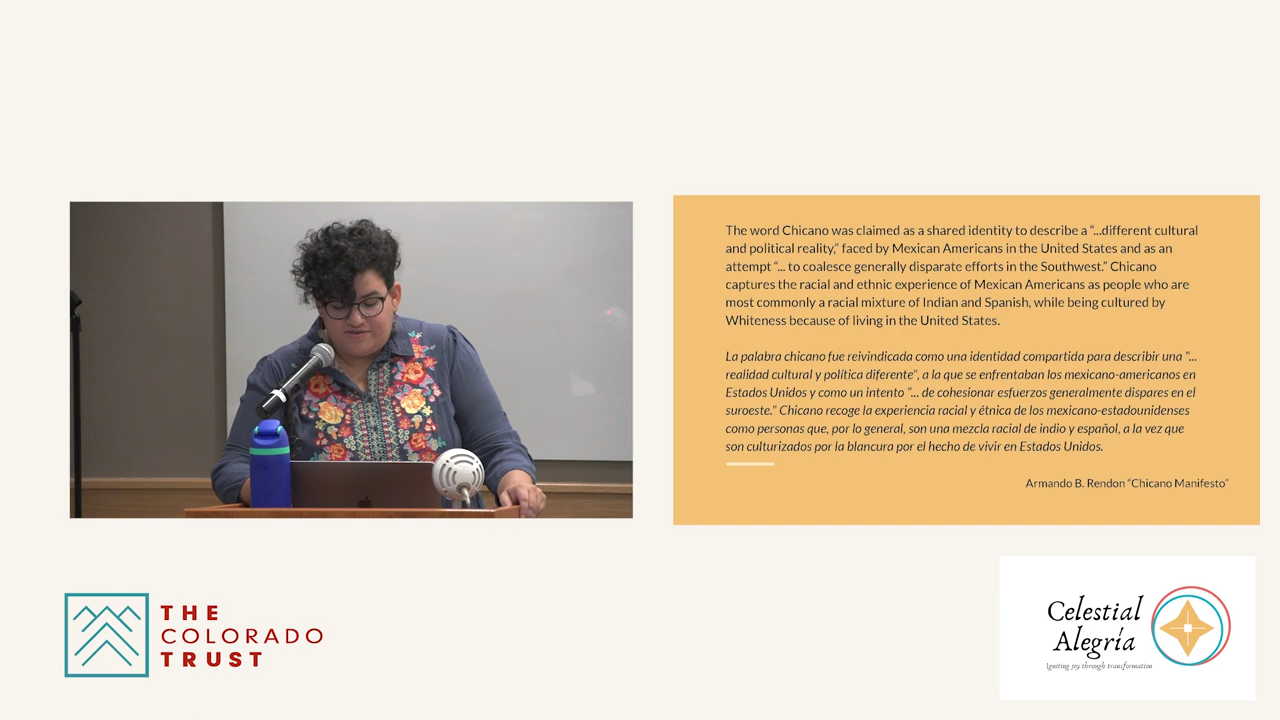 The word Chicano was claimed as a shared identity to describe a “...different cultural
and political reality,” faced by Mexican Americans in the United States and as an
attempt “... to coalesce generally disparate efforts in the Southwest.” Chicano
captures the racial and ethnic experience of Mexican Americans as people who are
most commonly a racial mixture of Indian and Spanish, while being cultured by
Whiteness because of living in the United States.
La palabra chicano fue reivindicada como una identidad compartida para describir una "...
realidad cultural y política diferente", a la que se enfrentaban los mexicano-americanos en
Estados Unidos y como un intento "... de cohesionar esfuerzos generalmente dispares en el
suroeste." Chicano recoge la experiencia racial y étnica de los mexicano-estadounidenses
como personas que, por lo general, son una mezcla racial de indio y español, a la vez que
son culturizados por la blancura por el hecho de vivir en Estados Unidos.
Armando B. Rendon “Chicano Manifesto”
THE
COLORADO
TRUST
Celestial
Alegría
Igniting joy through transformation